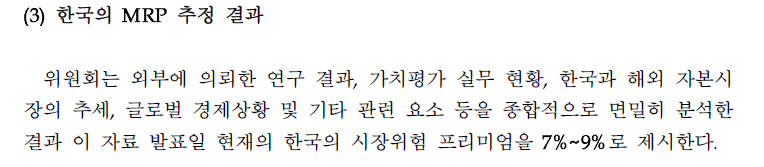 (3) 한국의 MRP 추정 결과
위원회는 외부에 의뢰한 연구 결과, 가치평가 실무 현황, 한국과 해외 자본시
장의 추세, 글로벌 경제상황 및 기타 관련 요소 등을 종합적으로 면밀히 분석한
결과 이 자료 발표일 현재의 한국의 시장위험 프리미엄을 7%~9%로 제시한다.